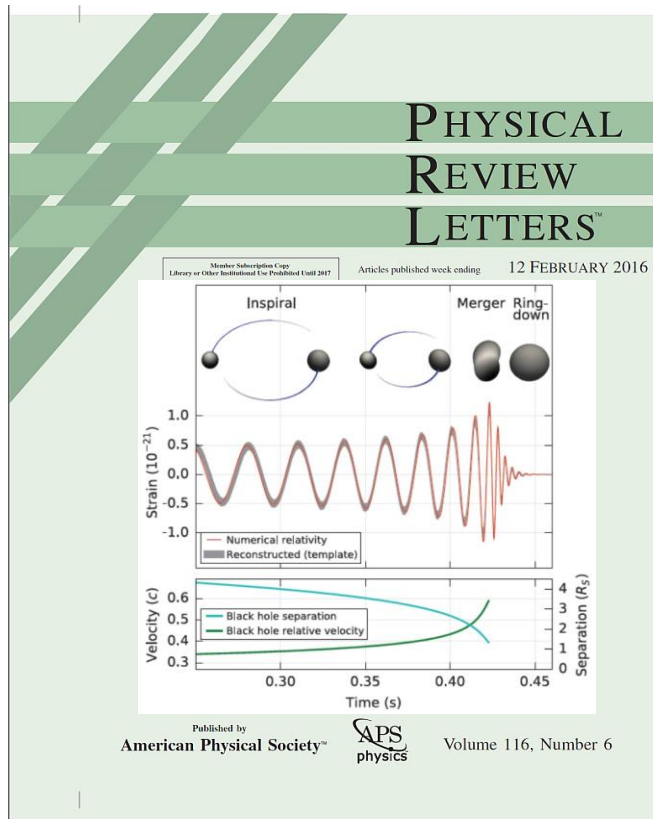 PHYSICAL
REVIEW
LETTERS™
Member Subscription Copy
Library or Other Institutional Use Prohibited Until 2017
Articles published week ending 12 FEBRUARY 2016
Inspiral Merger Ring-
down
Strain (10⁻²¹)
1.0
0.5
0.0
-0.5
-1.0
Numerical relativity
Reconstructed (template)
Velocity (c)
0.6
0.5
0.4
0.3
Black hole separation
Black hole relative velocity
4
3
2
1
0
Separation (R_S)
0.30 0.35 0.40 0.45
Time (s)
Published by
American Physical Society™
APS
physics
Volume 116, Number 6